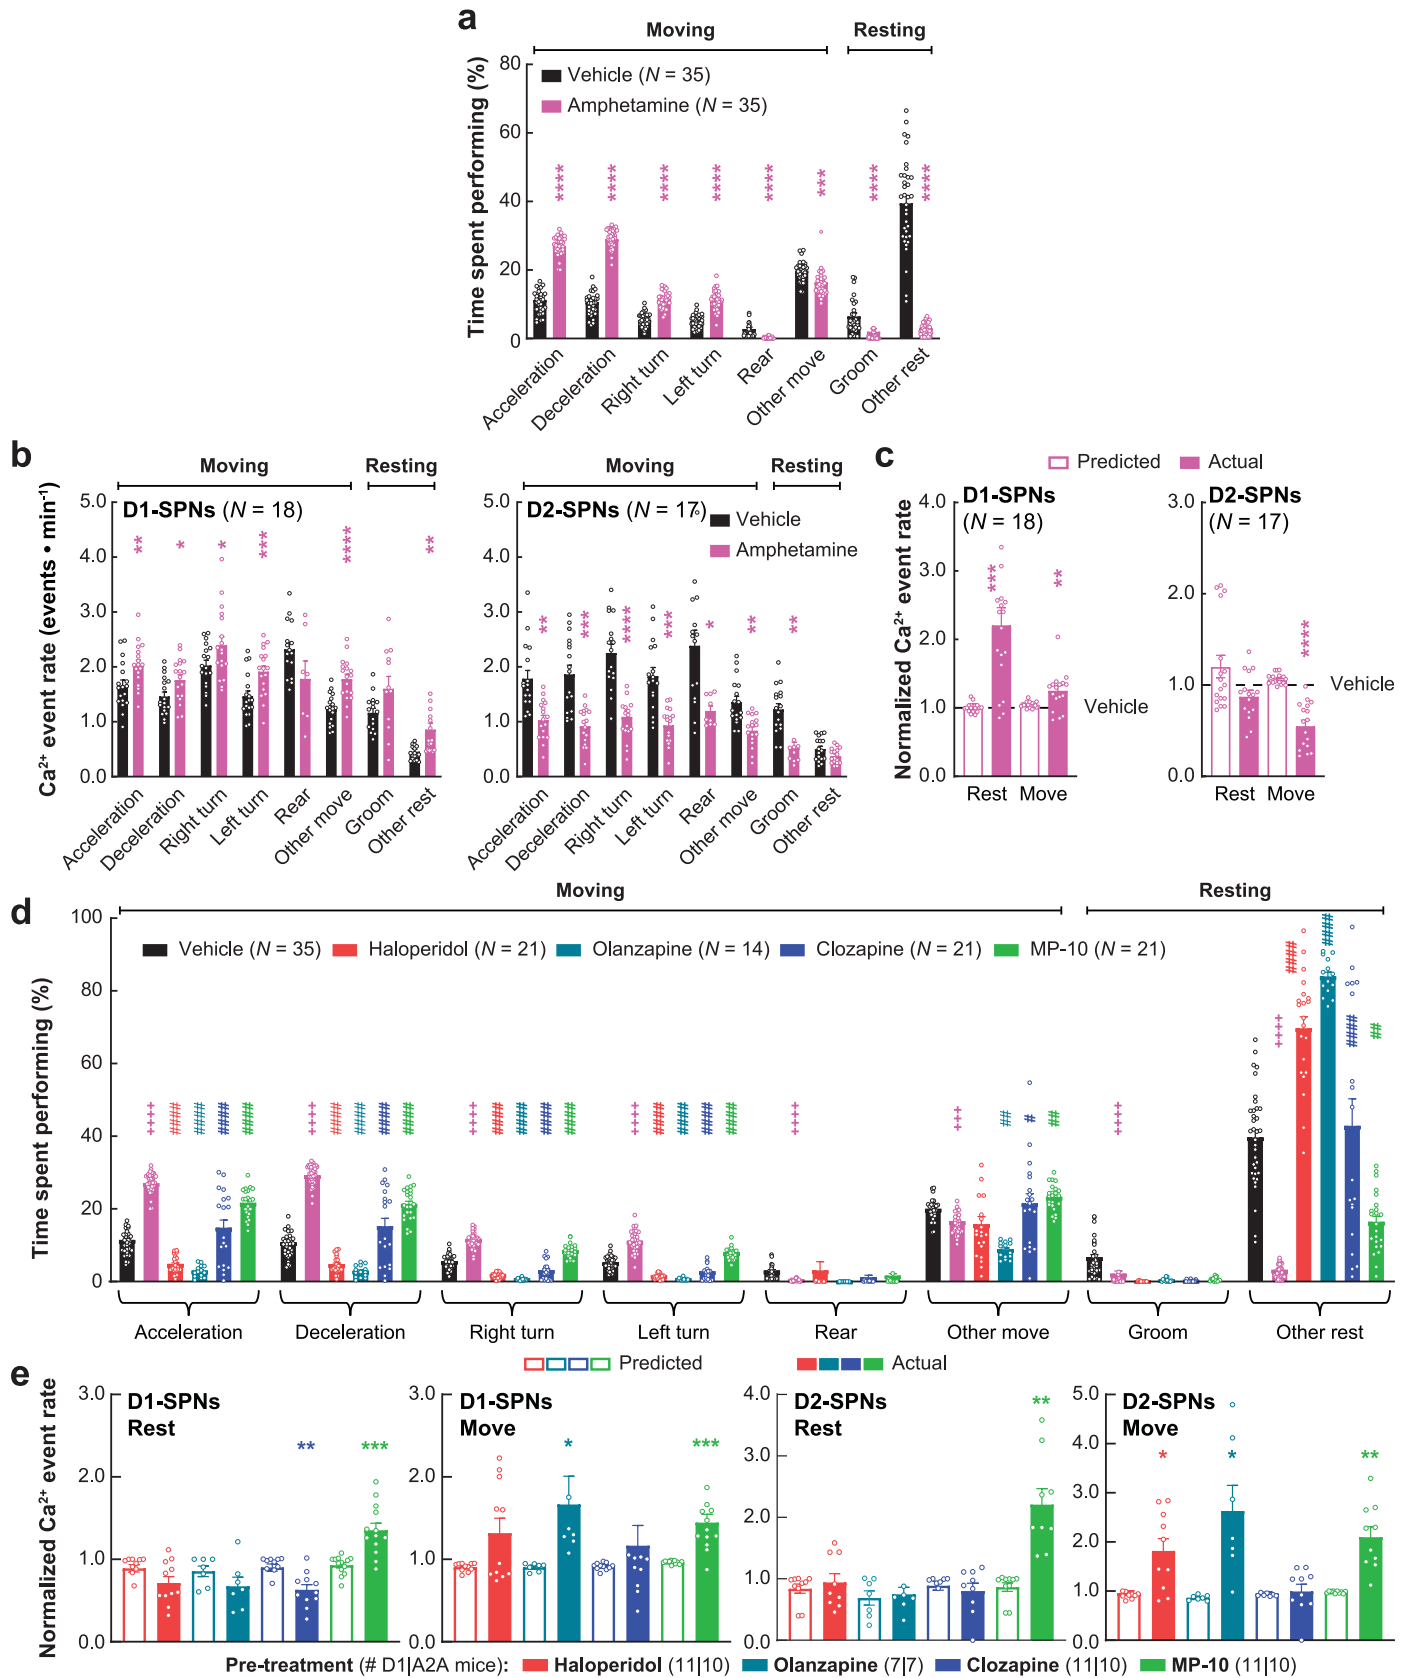 a
Moving
Resting
Time spent performing (%)
80
60
40
20
0
Vehicle (N = 35)
Amphetamine (N = 35)
****
****
****
****
****
***
****
****
Acceleration
Deceleration
Right turn
Left turn
Rear
Other move
Groom
Other rest
b
Moving
Resting
Ca²⁺ event rate (events • min⁻¹)
5.0
4.0
3.0
2.0
1.0
0.0
D1-SPNs (N = 18)
**
*
*
***
****
**
Acceleration
Deceleration
Right turn
Left turn
Rear
Other move
Groom
Other rest
Moving
Resting
5.0
4.0
3.0
2.0
1.0
0.0
D2-SPNs (N = 17)
Vehicle
Amphetamine
**
***
****
***
*
**
**
Acceleration
Deceleration
Right turn
Left turn
Rear
Other move
Groom
Other rest
c
Predicted
Actual
Normalized Ca²⁺ event rate
4.0
3.0
2.0
1.0
0.0
D1-SPNs
(N = 18)
***
**
Vehicle
Rest
Move
3.0
2.0
1.0
0.0
D2-SPNs
(N = 17)
****
Vehicle
Rest
Move
d
Moving
Resting
Time spent performing (%)
100
80
60
40
20
0
Vehicle (N = 35)
Haloperidol (N = 21)
Olanzapine (N = 14)
Clozapine (N = 21)
MP-10 (N = 21)
++++
####
####
####
####
++++
####
####
####
####
++++
####
####
####
####
++++
####
####
####
####
++++
+++
##
#
##
++++
++++
####
####
####
##
Acceleration
Deceleration
Right turn
Left turn
Rear
Other move
Groom
Other rest
e
Predicted
Actual
Normalized Ca²⁺ event rate
3.0
2.0
1.0
0.0
D1-SPNs
Rest
**
***
3.0
2.0
1.0
0.0
D1-SPNs
Move
*
***
4.0
3.0
2.0
1.0
0.0
D2-SPNs
Rest
**
5.0
4.0
3.0
2.0
1.0
0.0
D2-SPNs
Move
*
*
**
Pre-treatment (# D1|A2A mice): Haloperidol (11|10) Olanzapine (7|7) Clozapine (11|10) MP-10 (11|10)